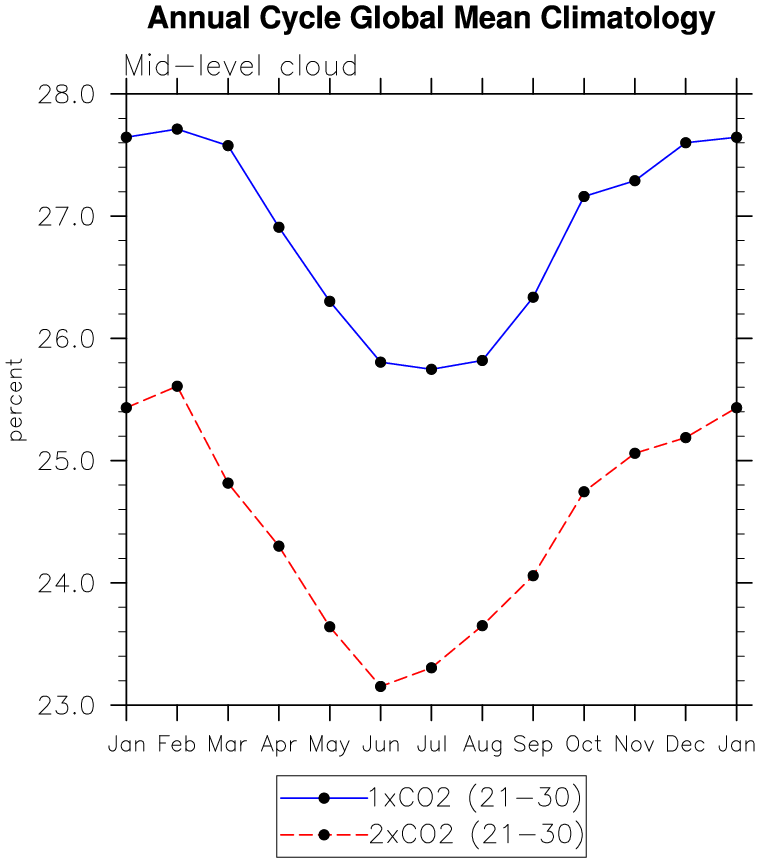 Annual Cycle Global Mean Climatology
Mid-level cloud
28.0
27.0
26.0
25.0
24.0
23.0
percent
Jan Feb Mar Apr May Jun Jul Aug Sep Oct Nov Dec Jan
1xCO2 (21-30)
2xCO2 (21-30)